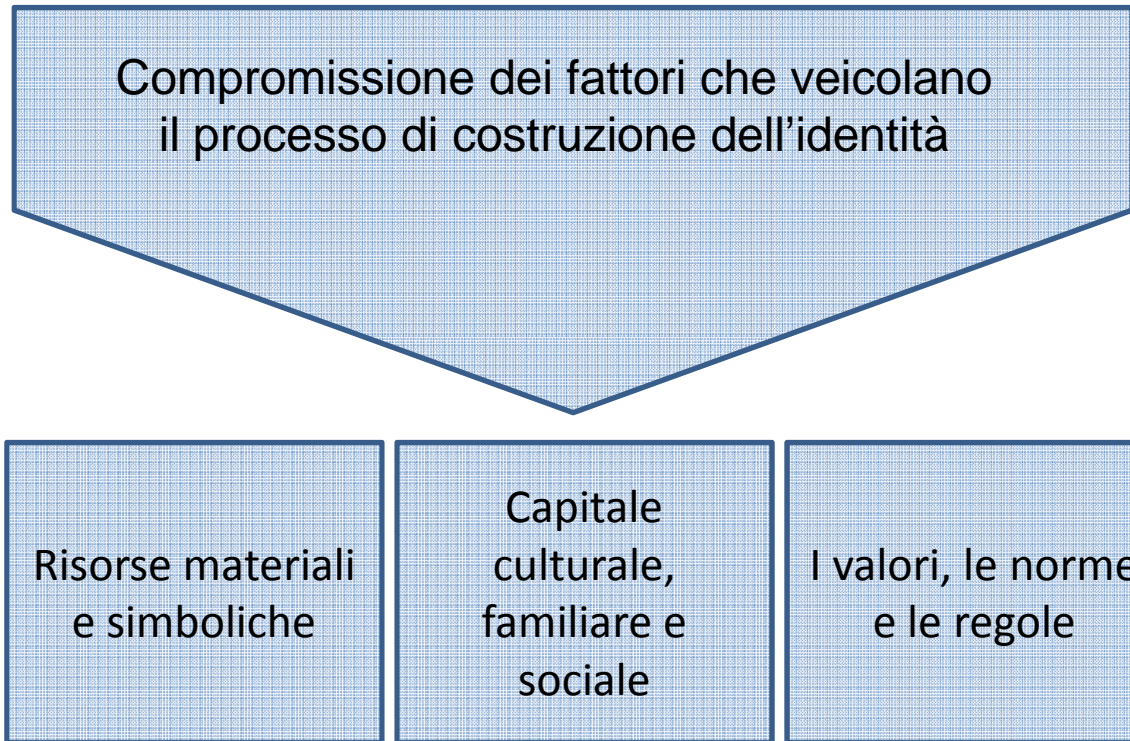 Compromissione dei fattori che veicolano
il processo di costruzione dell’identità
Risorse materiali
e simboliche
Capitale
culturale,
familiare e
sociale
I valori, le norme
e le regole